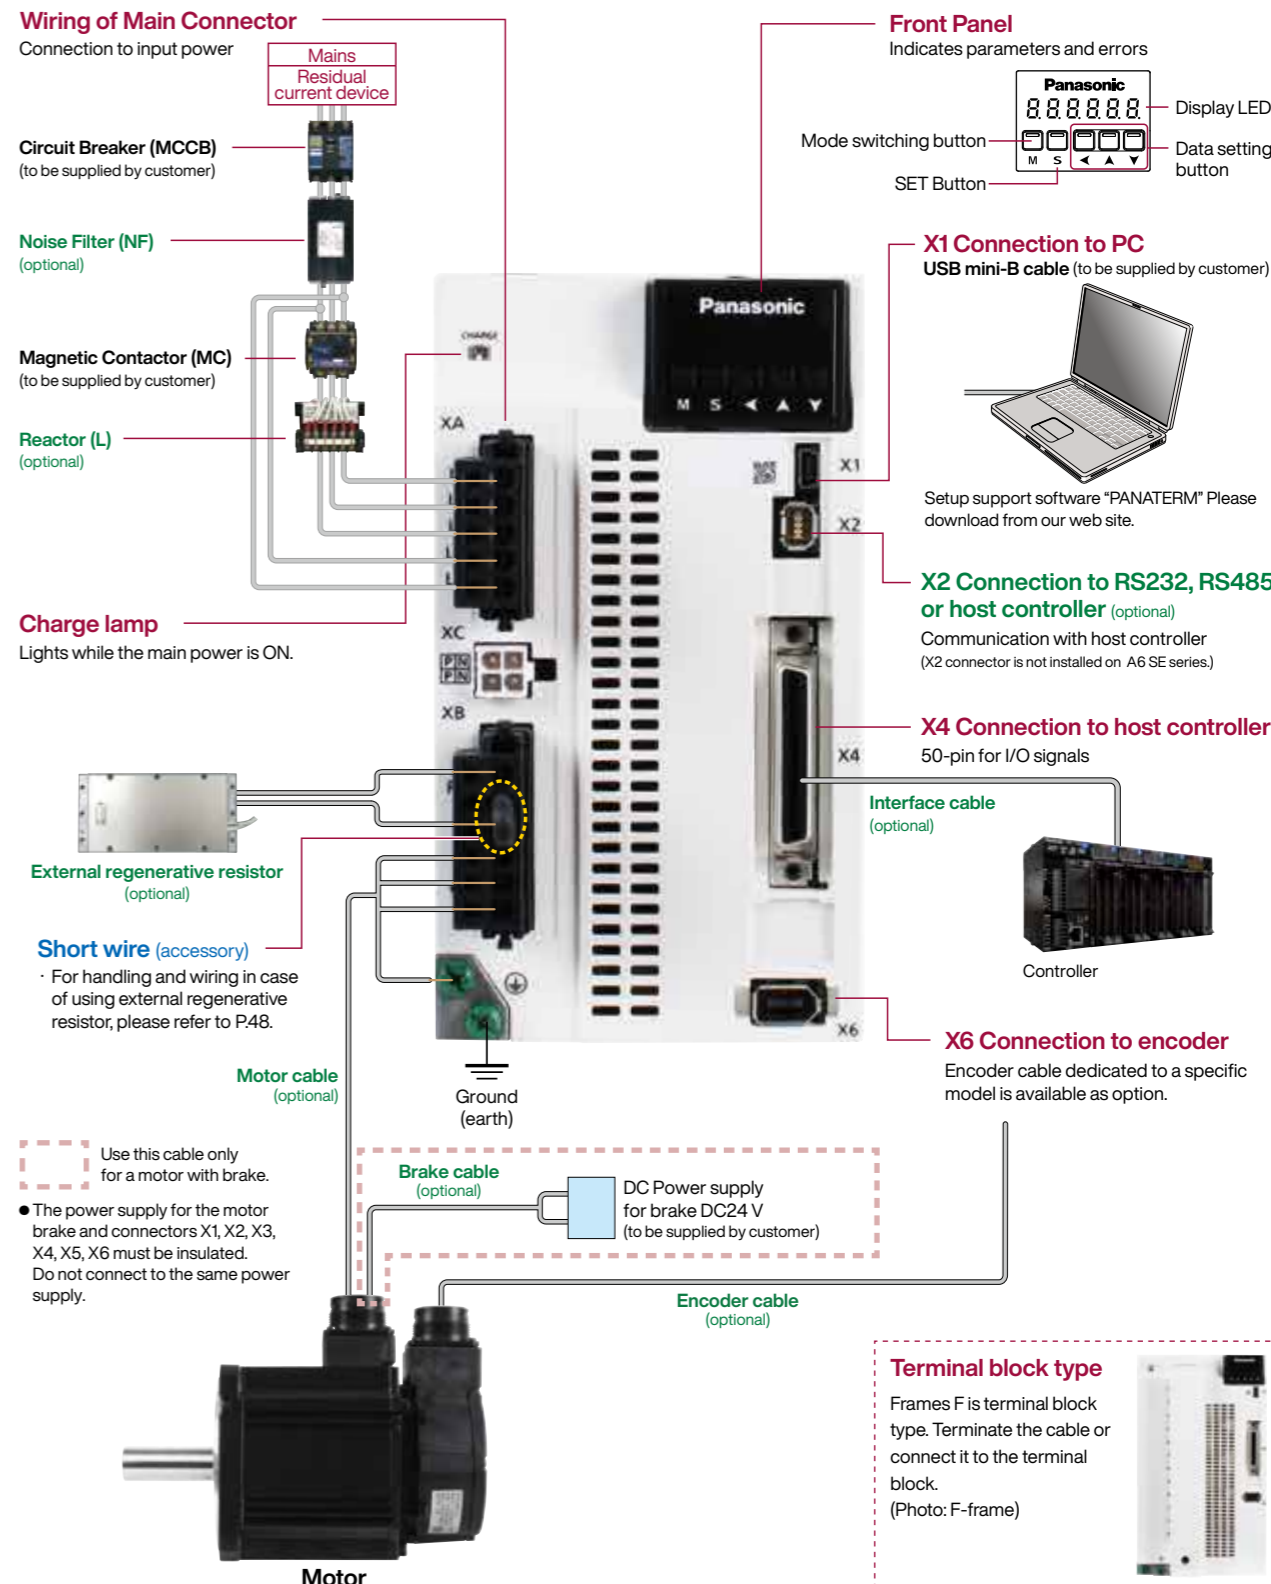 Wiring of Main Connector
Connection to input power
Mains
Residual
current device
Circuit Breaker (MCCB)
(to be supplied by customer)
Noise Filter (NF)
(optional)
Magnetic Contactor (MC)
(to be supplied by customer)
Reactor (L)
(optional)
Charge lamp
Lights while the main power is ON.
External regenerative resistor
(optional)
Short wire (accessory)
· For handling and wiring in case
of using external regenerative
resistor, please refer to P.48.
Motor cable
(optional)
Ground
(earth)
Use this cable only
for a motor with brake.
● The power supply for the motor
brake and connectors X1, X2, X3,
X4, X5, X6 must be insulated.
Do not connect to the same power
supply.
Brake cable
(optional)
DC Power supply
for brake DC24 V
(to be supplied by customer)
Encoder cable
(optional)
Motor
Front Panel
Indicates parameters and errors
Panasonic
8.8.8.8.8.8.
M S ◄ ▲ ▼
Display LED
Mode switching button
Data setting
button
SET Button
X1 Connection to PC
USB mini-B cable (to be supplied by customer)
Setup support software “PANATERM” Please
download from our web site.
X2 Connection to RS232, RS485
or host controller (optional)
Communication with host controller
(X2 connector is not installed on A6 SE series.)
X4 Connection to host controller
50-pin for I/O signals
Interface cable
(optional)
Controller
X6 Connection to encoder
Encoder cable dedicated to a specific
model is available as option.
Terminal block type
Frames F is terminal block
type. Terminate the cable or
connect it to the terminal
block.
(Photo: F-frame)
Panasonic
M S ◄ ▲ ▼
CHARGE
XA
XC
P N
P N
XB
X1
X2
X4
X6
Panasonic